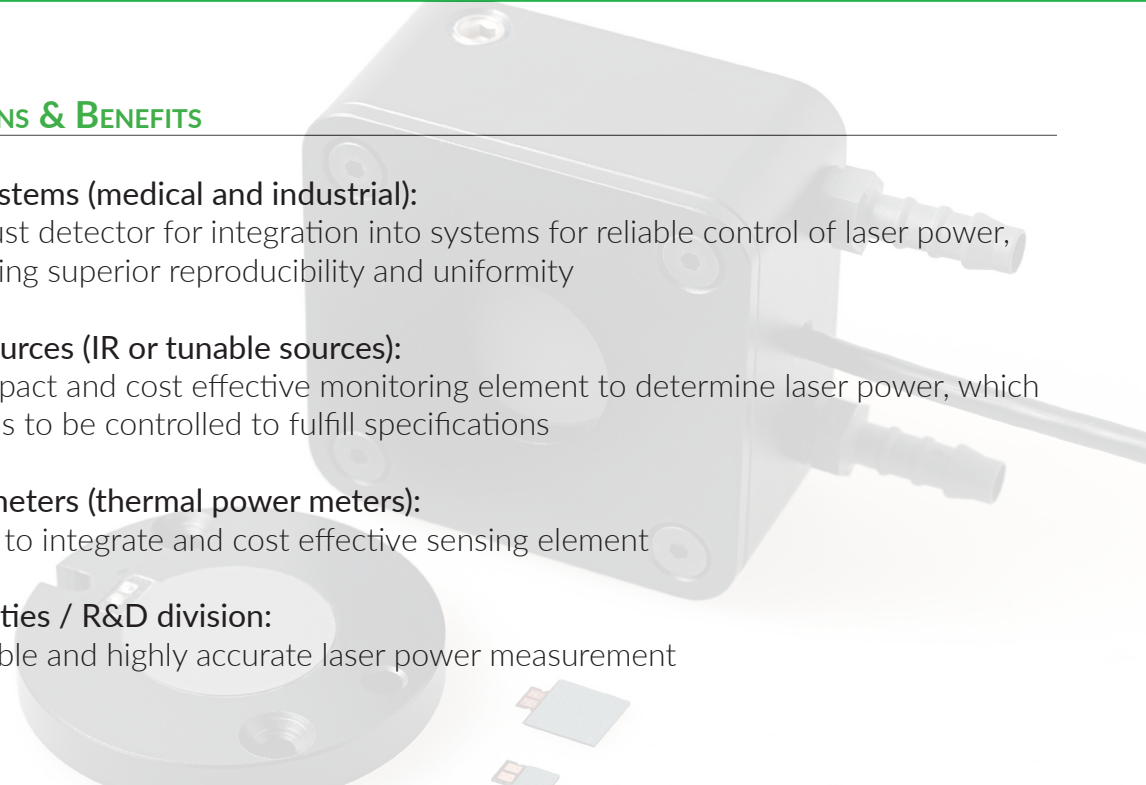 ns & Benefits
stems (medical and industrial):
ust detector for integration into systems for reliable control of laser power,
ing superior reproducibility and uniformity
urces (IR or tunable sources):
pact and cost effective monitoring element to determine laser power, which
s to be controlled to fulfill specifications
meters (thermal power meters):
to integrate and cost effective sensing element
ties / R&D division:
ble and highly accurate laser power measurement